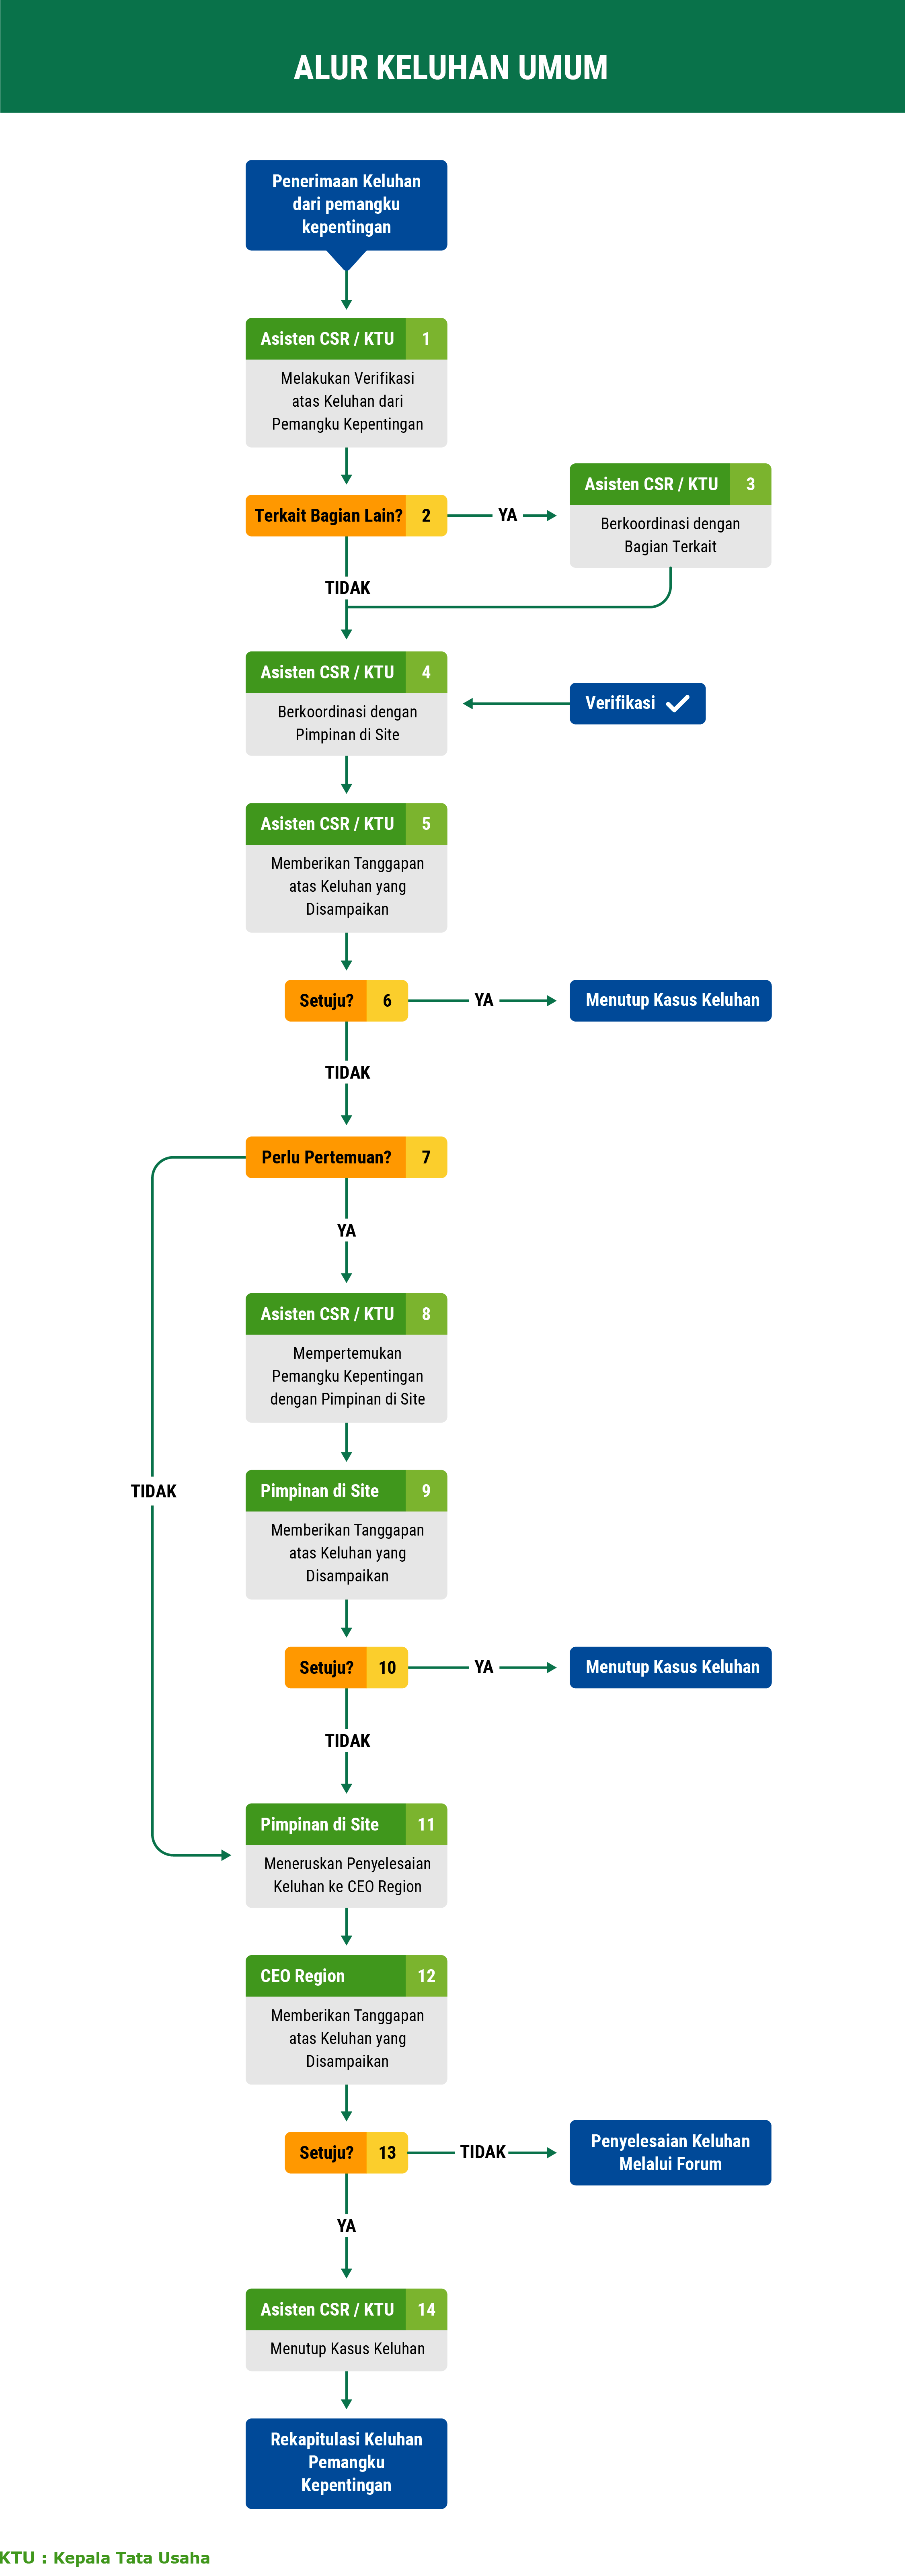 ALUR KELUHAN UMUM
Penerimaan Keluhan
dari pemangku
kepentingan
Asisten CSR / KTU 1
Melakukan Verifikasi
atas Keluhan dari
Pemangku Kepentingan
Terkait Bagian Lain? 2
YA
Asisten CSR / KTU 3
Berkoordinasi dengan
Bagian Terkait
TIDAK
Asisten CSR / KTU 4
Berkoordinasi dengan
Pimpinan di Site
Verifikasi
Asisten CSR / KTU 5
Memberikan Tanggapan
atas Keluhan yang
Disampaikan
Setuju? 6
YA
Menutup Kasus Keluhan
TIDAK
Perlu Pertemuan? 7
YA
Asisten CSR / KTU 8
Mempertemukan
Pemangku Kepentingan
dengan Pimpinan di Site
TIDAK
Pimpinan di Site 9
Memberikan Tanggapan
atas Keluhan yang
Disampaikan
Setuju? 10
YA
Menutup Kasus Keluhan
TIDAK
Pimpinan di Site 11
Meneruskan Penyelesaian
Keluhan ke CEO Region
CEO Region 12
Memberikan Tanggapan
atas Keluhan yang
Disampaikan
Setuju? 13
TIDAK
Penyelesaian Keluhan
Melalui Forum
YA
Asisten CSR / KTU 14
Menutup Kasus Keluhan
Rekapitulasi Keluhan
Pemangku
Kepentingan
KTU : Kepala Tata Usaha